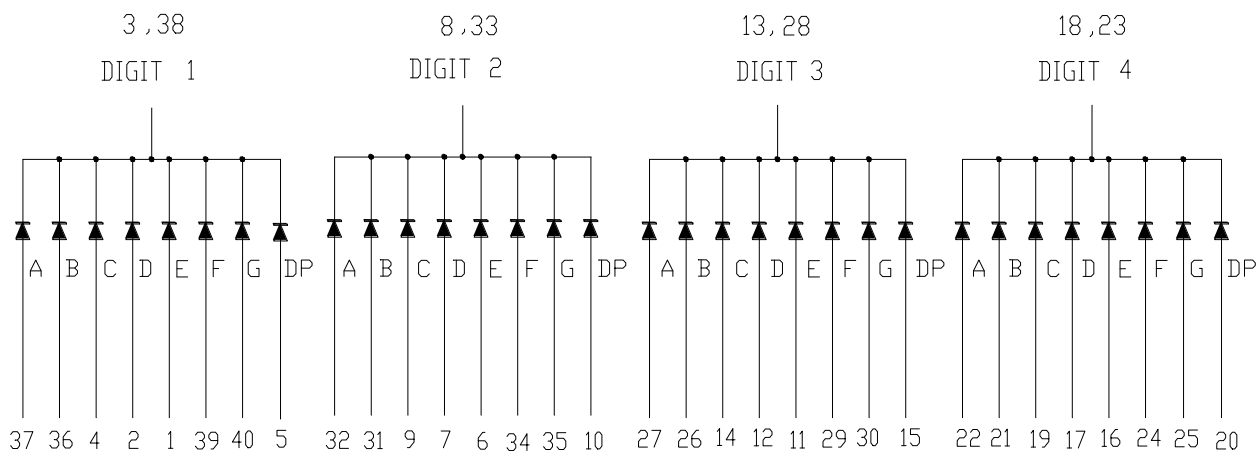 3 ,38 8 ,33 13, 28 18, 23
DIGIT 1 DIGIT 2 DIGIT 3 DIGIT 4
A B C D E F G DP A B C D E F G DP A B C D E F G DP A B C D E F G DP
37 36 4 2 1 39 40 5 32 31 9 7 6 34 35 10 27 26 14 12 11 29 30 15 22 21 19 17 16 24 25 20